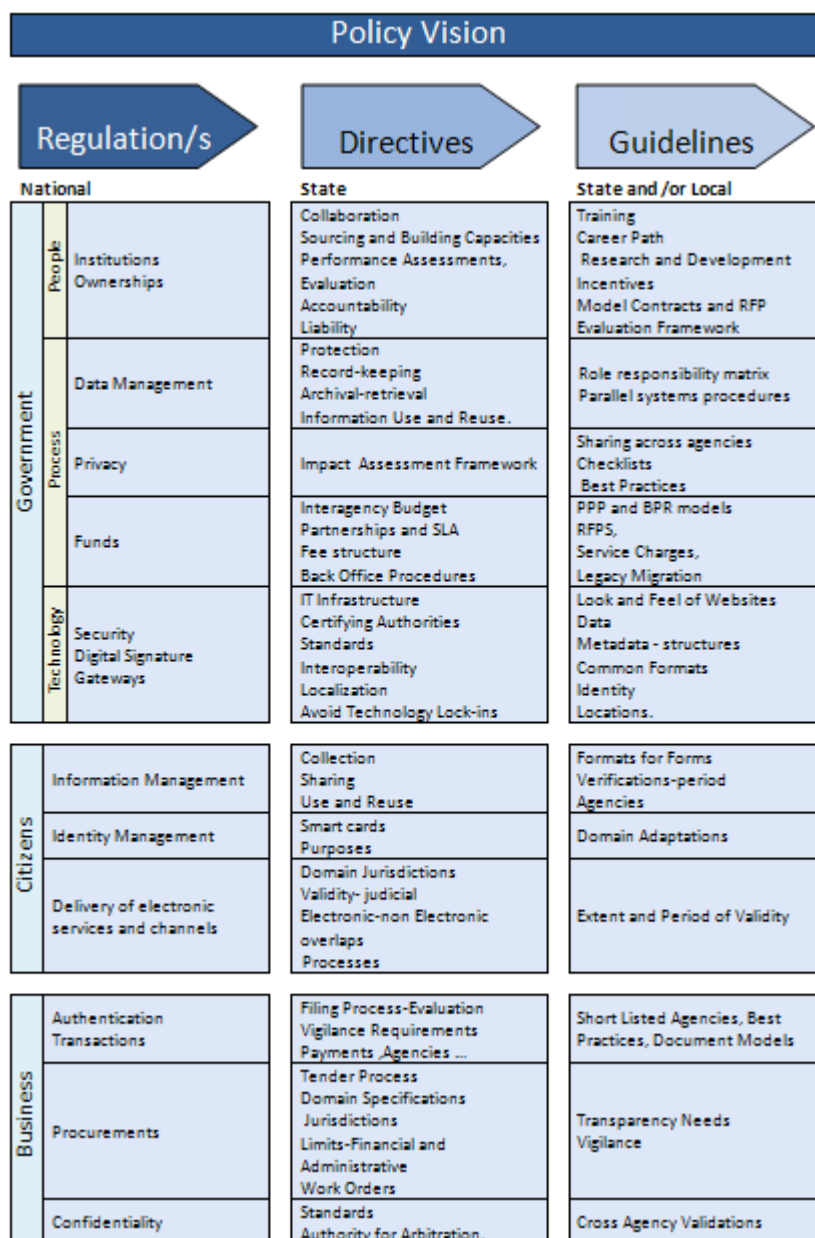 Policy Vision
Regulation/s
Directives
Guidelines
National
State
State and /or Local
Government
People
Institutions
Ownerships
Collaboration
Sourcing and Building Capacities
Performance Assessments,
Evaluation
Accountability
Liability
Training
Career Path
Research and Development
Incentives
Model Contracts and RFP
Evaluation Framework
Process
Data Management
Protection
Record-keeping
Archival-retrieval
Information Use and Reuse.
Role responsibility matrix
Parallel systems procedures
Privacy
Impact Assessment Framework
Sharing across agencies
Checklists
Best Practices
Funds
Interagency Budget
Partnerships and SLA
Fee structure
Back Office Procedures
PPP and BPR models
RFPS,
Service Charges,
Legacy Migration
Technology
Security
Digital Signature
Gateways
IT Infrastructure
Certifying Authorities
Standards
Interoperability
Localization
Avoid Technology Lock-ins
Look and Feel of Websites
Data
Metadata - structures
Common Formats
Identity
Locations.
Citizens
Information Management
Collection
Sharing
Use and Reuse
Formats for Forms
Verifications-period
Agencies
Identity Management
Smart cards
Purposes
Domain Adaptations
Delivery of electronic
services and channels
Domain Jurisdictions
Validity- judicial
Electronic-non Electronic
overlaps
Processes
Extent and Period of Validity
Business
Authentication
Transactions
Filing Process-Evaluation
Vigilance Requirements
Payments ,Agencies ...
Short Listed Agencies, Best
Practices, Document Models
Procurements
Tender Process
Domain Specifications
Jurisdictions
Limits-Financial and
Administrative
Work Orders
Transparency Needs
Vigilance
Confidentiality
Standards
Authority for Arbitration.
Cross Agency Validations